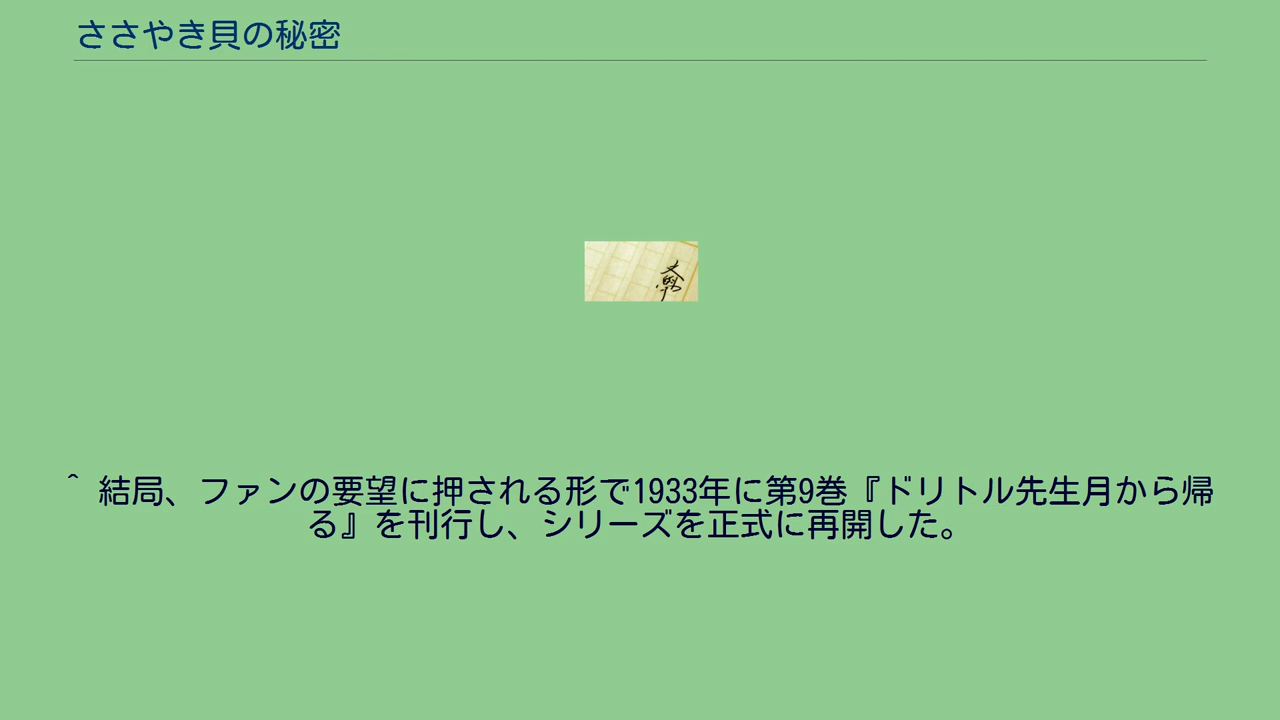 ささやき貝の秘密
^ 結局、ファンの要望に押される形で1933年に第9巻『ドリトル先生月から帰
る』を刊行し、シリーズを正式に再開した。